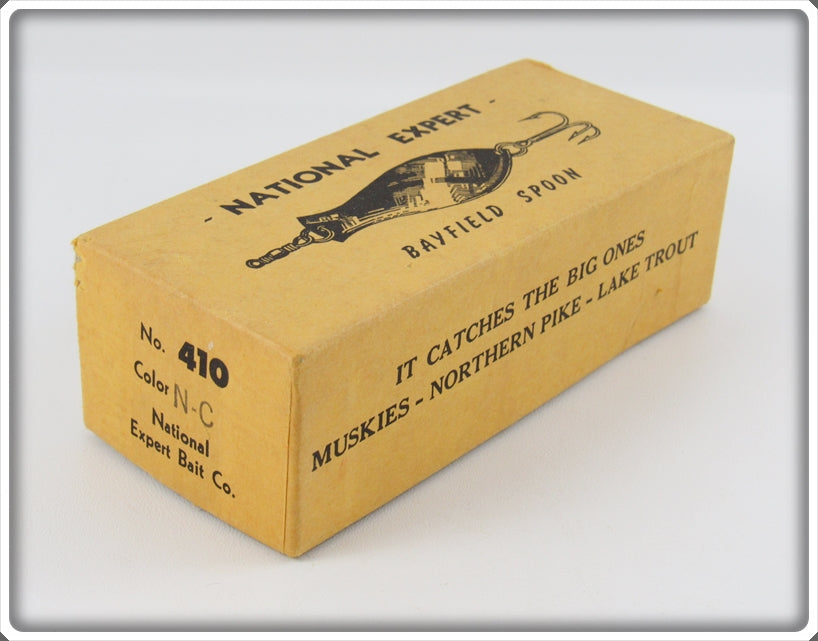 - NATIONAL EXPERT -
BAYFIELD SPOON
IT CATCHES THE BIG ONES
MUSKIES - NORTHERN PIKE - LAKE TROUT
No. 410
Color N-C
National
Expert Bait Co.